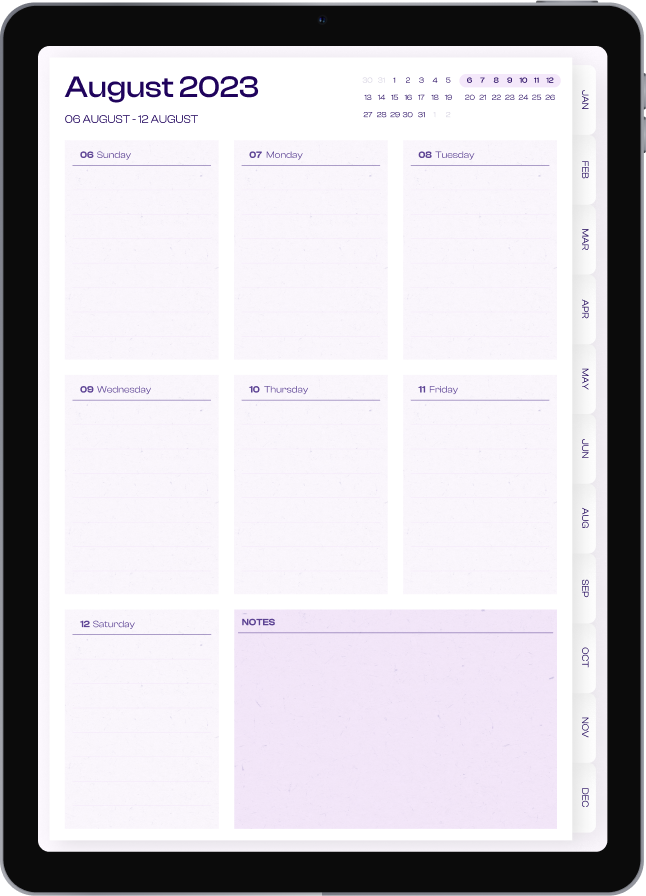 August 2023
06 AUGUST - 12 AUGUST
30 31 1 2 3 4 5 6 7 8 9 10 11 12
13 14 15 16 17 18 19 20 21 22 23 24 25 26
27 28 29 30 31 1 2
06 Sunday
07 Monday
08 Tuesday
09 Wednesday
10 Thursday
11 Friday
12 Saturday
NOTES
JAN
FEB
MAR
APR
MAY
JUN
AUG
SEP
OCT
NOV
DEC